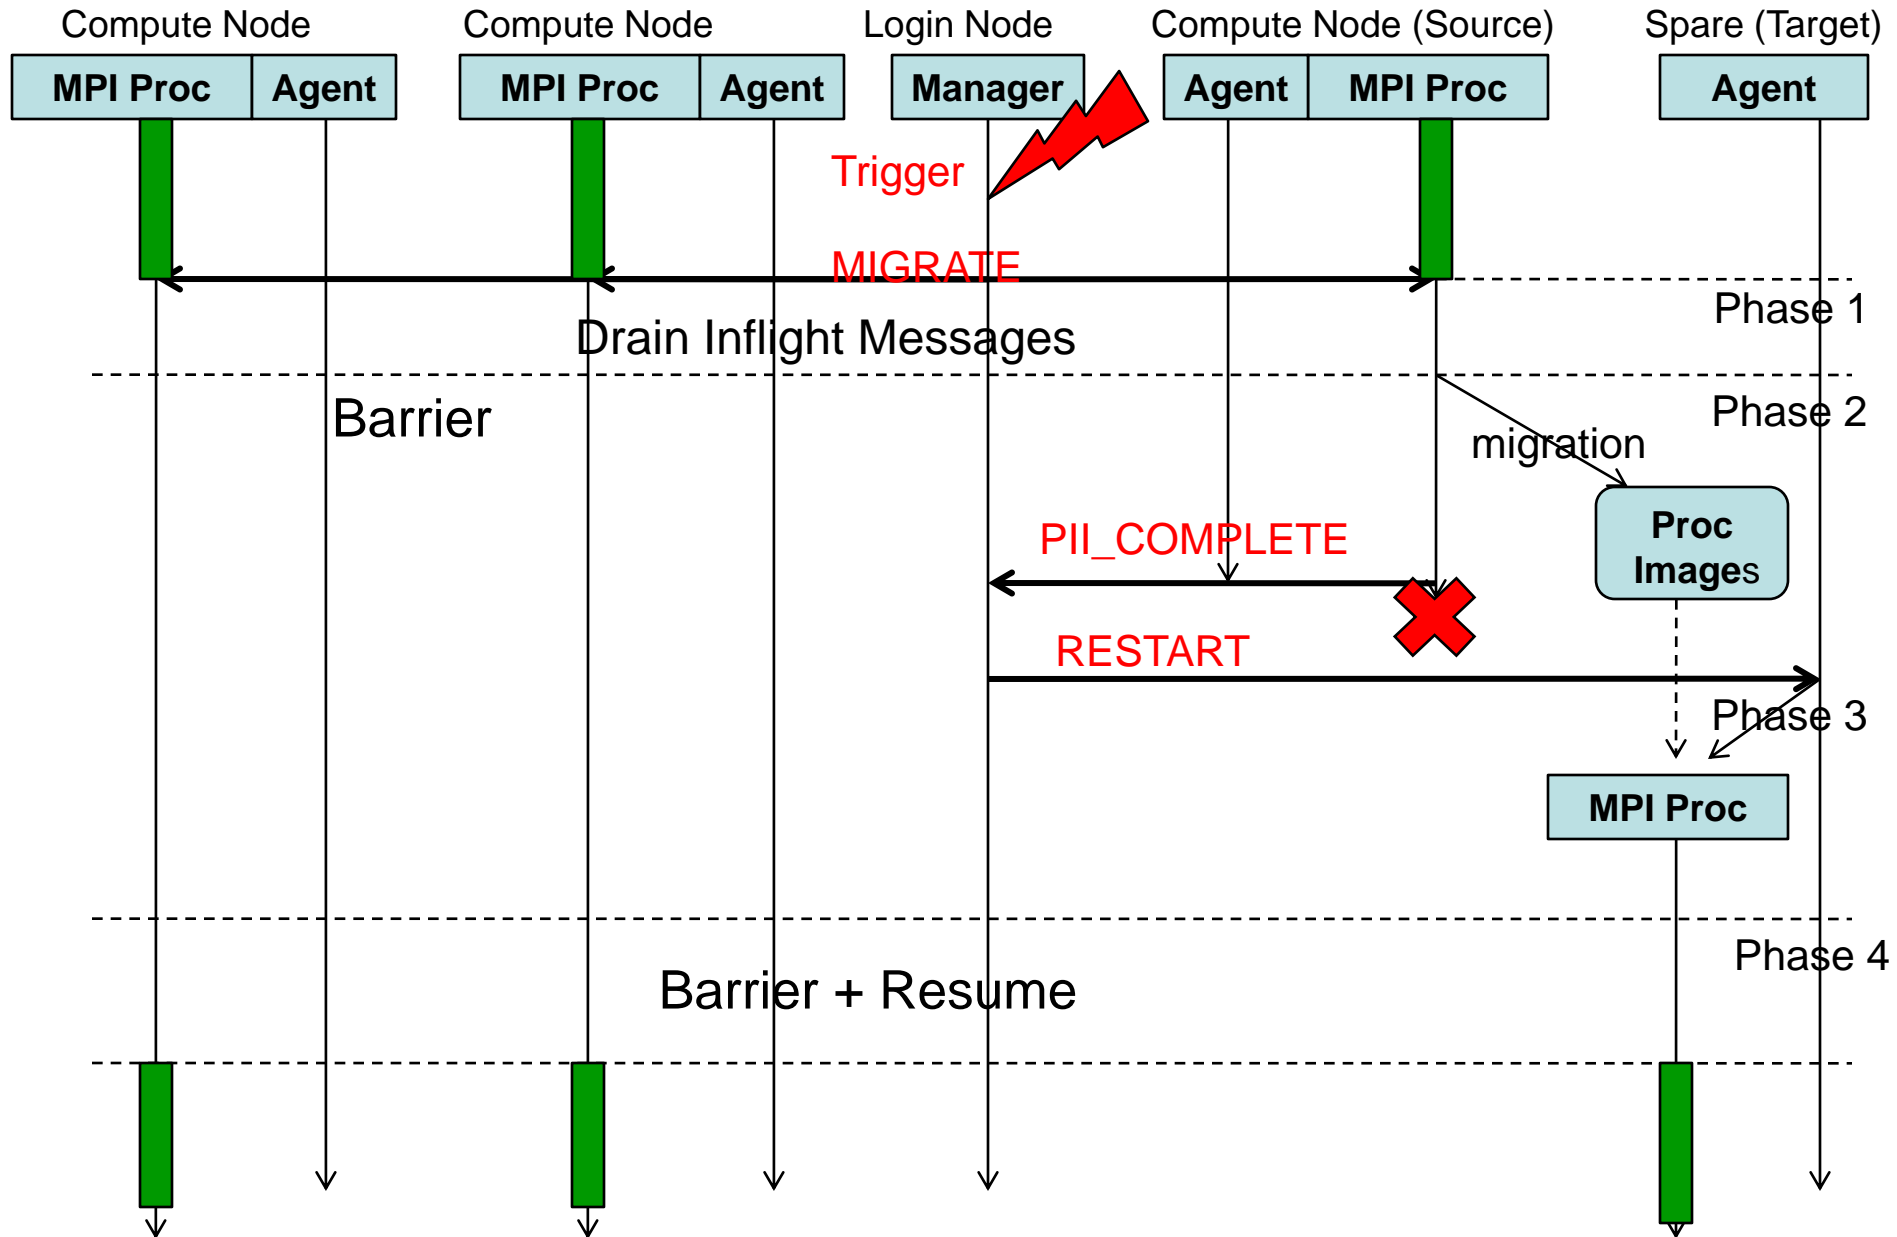 Compute Node
Compute Node
Login Node
Compute Node (Source)
Spare (Target)
MPI Proc
Agent
MPI Proc
Agent
Manager
Agent
MPI Proc
Agent
Trigger
MIGRATE
Phase 1
Drain Inflight Messages
Barrier
Phase 2
migration
Proc
Images
PII_COMPLETE
RESTART
Phase 3
MPI Proc
Phase 4
Barrier + Resume